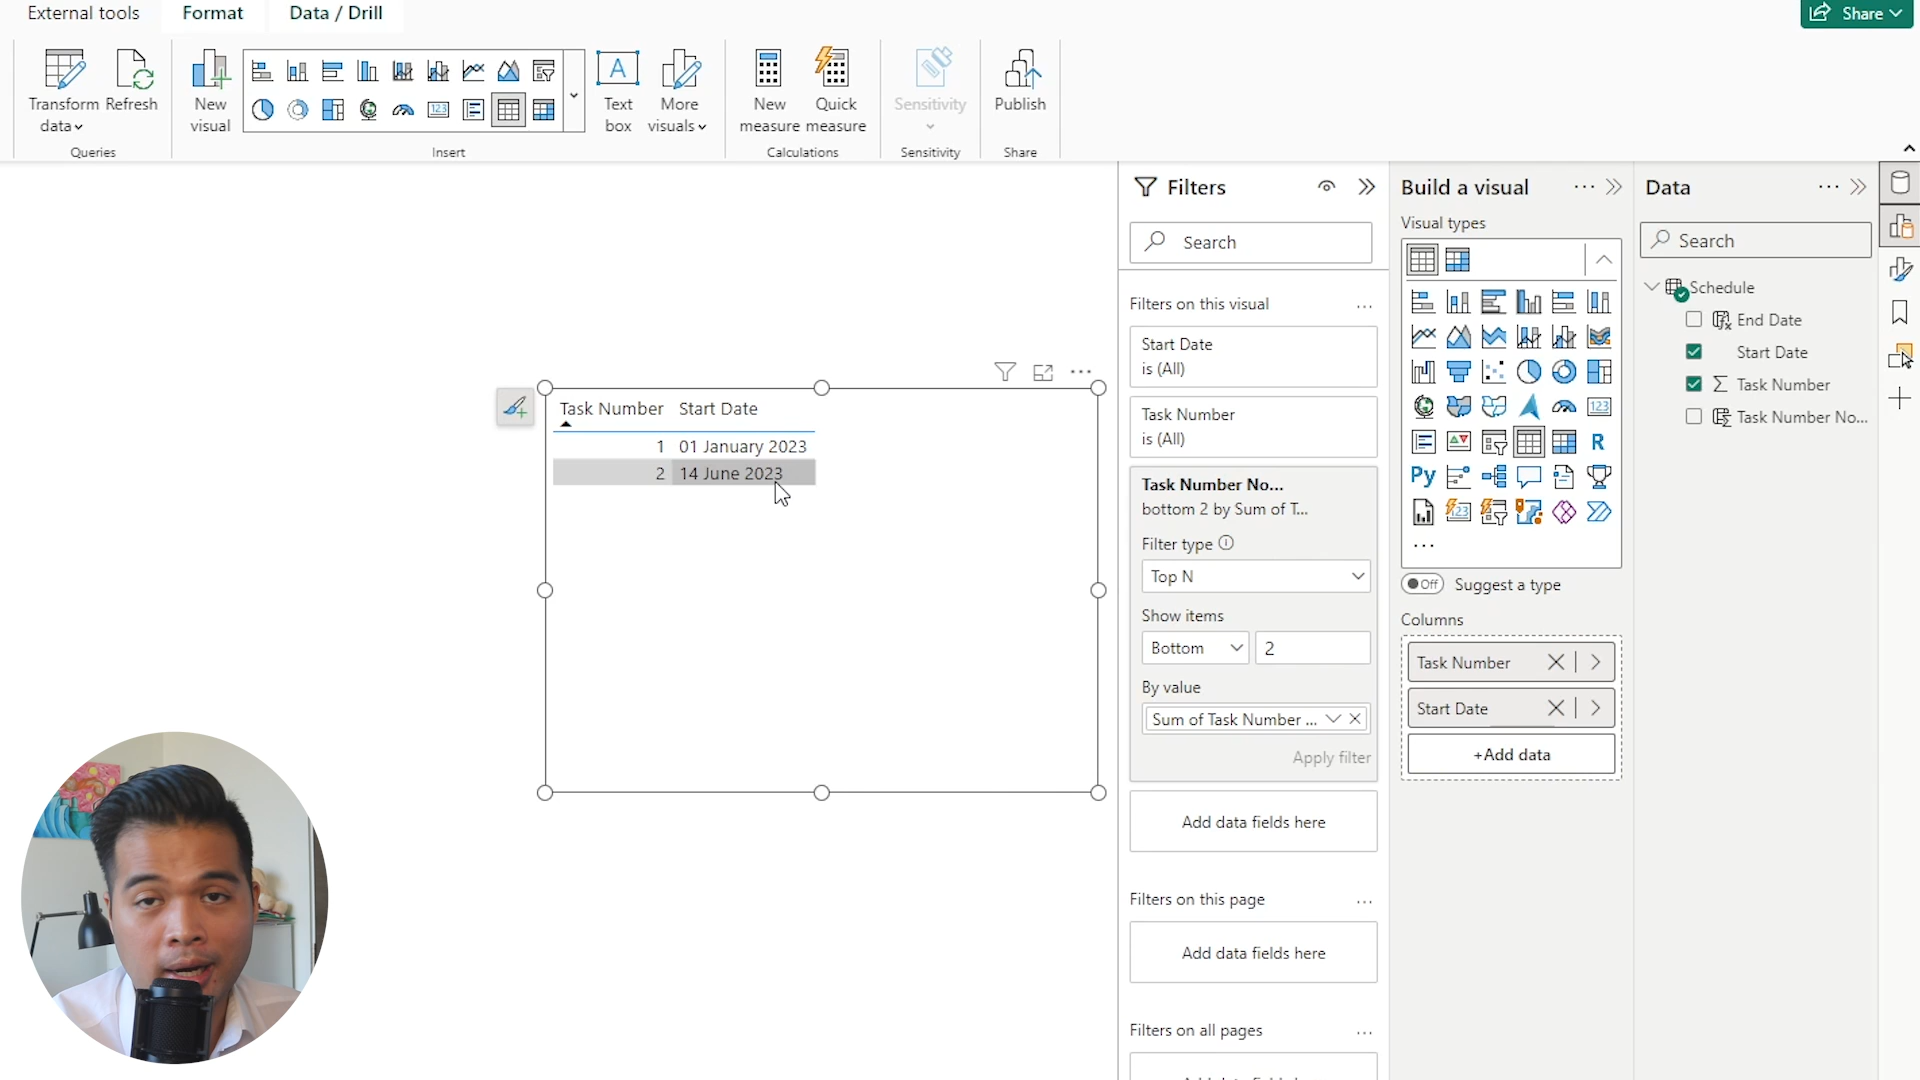 External tools
Format
Data / Drill
Share
Transform
data
Refresh
New
visual
123
A
Text
box
More
visuals
New
measure
Quick
measure
Sensitivity
Publish
Queries
Insert
Calculations
Sensitivity
Share
Filters
Search
Filters on this visual
Start Date
is (All)
Task Number
is (All)
Task Number No...
bottom 2 by Sum of T...
Filter type
Top N
Show items
Bottom
2
By value
Sum of Task Number ...
Apply filter
Add data fields here
Filters on this page
Add data fields here
Filters on all pages
Build a visual
Visual types
123
R
Py
123
Off
Suggest a type
Columns
Task Number
Start Date
+Add data
Data
Search
Schedule
End Date
Start Date
Task Number
Task Number No...
Task Number Start Date
1 01 January 2023
2 14 June 2023